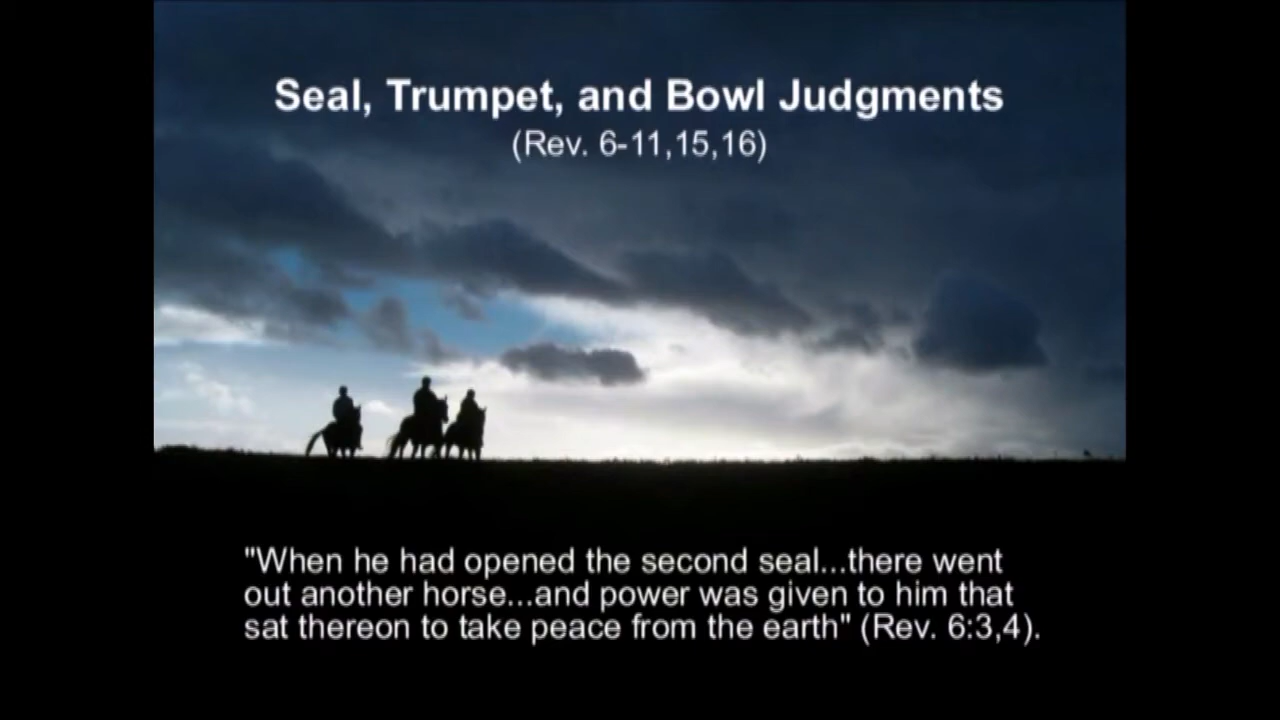 Seal, Trumpet, and Bowl Judgments
(Rev. 6-11,15,16)
"When he had opened the second seal...there went
out another horse...and power was given to him that
sat thereon to take peace from the earth" (Rev. 6:3,4).